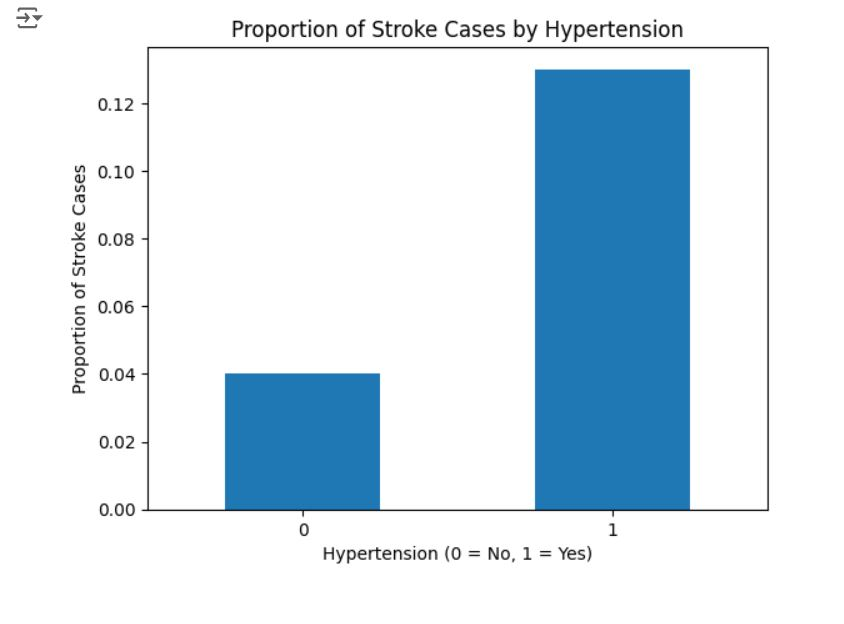 Proportion of Stroke Cases by Hypertension
Proportion of Stroke Cases
0.12
0.10
0.08
0.06
0.04
0.02
0.00
0 1
Hypertension (0 = No, 1 = Yes)